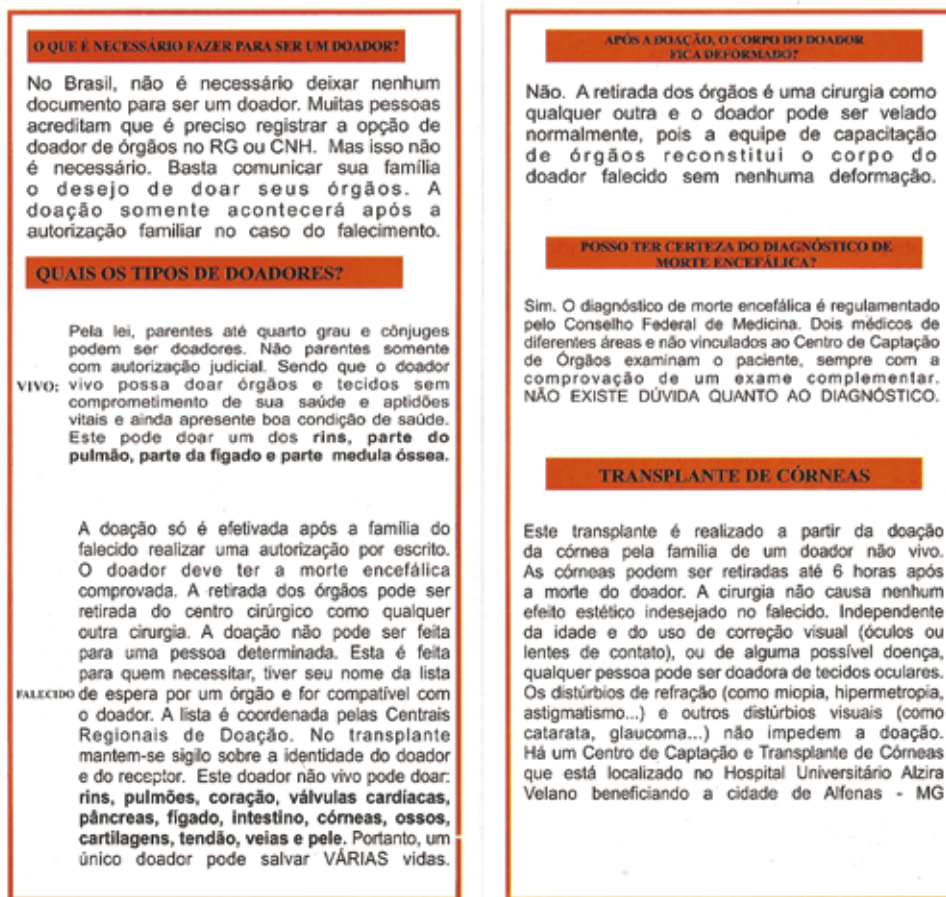 O QUE É NECESSÁRIO FAZER PARA SER UM DOADOR?
No Brasil, não é necessário deixar nenhum
documento para ser um doador. Muitas pessoas
acreditam que é preciso registrar a opção de
doador de órgãos no RG ou CNH. Mas isso não
é necessário. Basta comunicar sua família
o desejo de doar seus órgãos. A
doação somente acontecerá após a
autorização familiar no caso do falecimento.
QUAIS OS TIPOS DE DOADORES?
Pela lei, parentes até quarto grau e cônjuges
podem ser doadores. Não parentes somente
com autorização judicial. Sendo que o doador
VIVO: vivo possa doar órgãos e tecidos sem
comprometimento de sua saúde e aptidões
vitais e ainda apresente boa condição de saúde.
Este pode doar um dos rins, parte do
pulmão, parte da fígado e parte medula óssea.
A doação só é efetivada após a família do
falecido realizar uma autorização por escrito.
O doador deve ter a morte encefálica
comprovada. A retirada dos órgãos pode ser
retirada do centro cirúrgico como qualquer
outra cirurgia. A doação não pode ser feita
para uma pessoa determinada. Esta é feita
para quem necessitar, tiver seu nome da lista
FALECIDO de espera por um órgão e for compatível com
o doador. A lista é coordenada pelas Centrais
Regionais de Doação. No transplante
mantem-se sigilo sobre a identidade do doador
e do receptor. Este doador não vivo pode doar:
rins, pulmões, coração, válvulas cardíacas,
pâncreas, fígado, intestino, córneas, ossos,
cartilagens, tendão, veias e pele. Portanto, um
único doador pode salvar VÁRIAS vidas.
APÓS A DOAÇÃO, O CORPO DO DOADOR
FICA DEFORMADO?
Não. A retirada dos órgãos é uma cirurgia como
qualquer outra e o doador pode ser velado
normalmente, pois a equipe de capacitação
de órgãos reconstitui o corpo do
doador falecido sem nenhuma deformação.
POSSO TER CERTEZA DO DIAGNÓSTICO DE
MORTE ENCEFÁLICA?
Sim. O diagnóstico de morte encefálica é regulamentado
pelo Conselho Federal de Medicina. Dois médicos de
diferentes áreas e não vinculados ao Centro de Captação
de Órgãos examinam o paciente, sempre com a
comprovação de um exame complementar.
NÃO EXISTE DÚVIDA QUANTO AO DIAGNÓSTICO.
TRANSPLANTE DE CÓRNEAS
Este transplante é realizado a partir da doação
da córnea pela família de um doador não vivo.
As córneas podem ser retiradas até 6 horas após
a morte do doador. A cirurgia não causa nenhum
efeito estético indesejado no falecido. Independente
da idade e do uso de correção visual (óculos ou
lentes de contato), ou de alguma possível doença,
qualquer pessoa pode ser doadora de tecidos oculares.
Os distúrbios de refração (como miopia, hipermetropia,
astigmatismo...) e outros distúrbios visuais (como
catarata, glaucoma...) não impedem a doação.
Há um Centro de Captação e Transplante de Córneas
que está localizado no Hospital Universitário Alzira
Velano beneficiando a cidade de Alfenas - MG